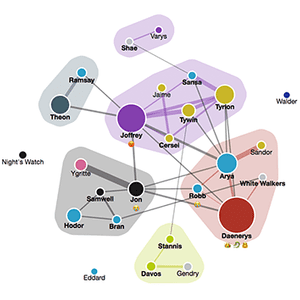 Varys
Shae
Ramsay
Sansa
Jaime
Tyrion
Theon
Walder
Tywin
Joffrey
Cersei
Sandor
Night's Watch
Ygritte
Arya
White Walkers
Samwell
Jon
Robb
Hodor
Bran
Daenerys
Stannis
Davos
Gendry
Eddard